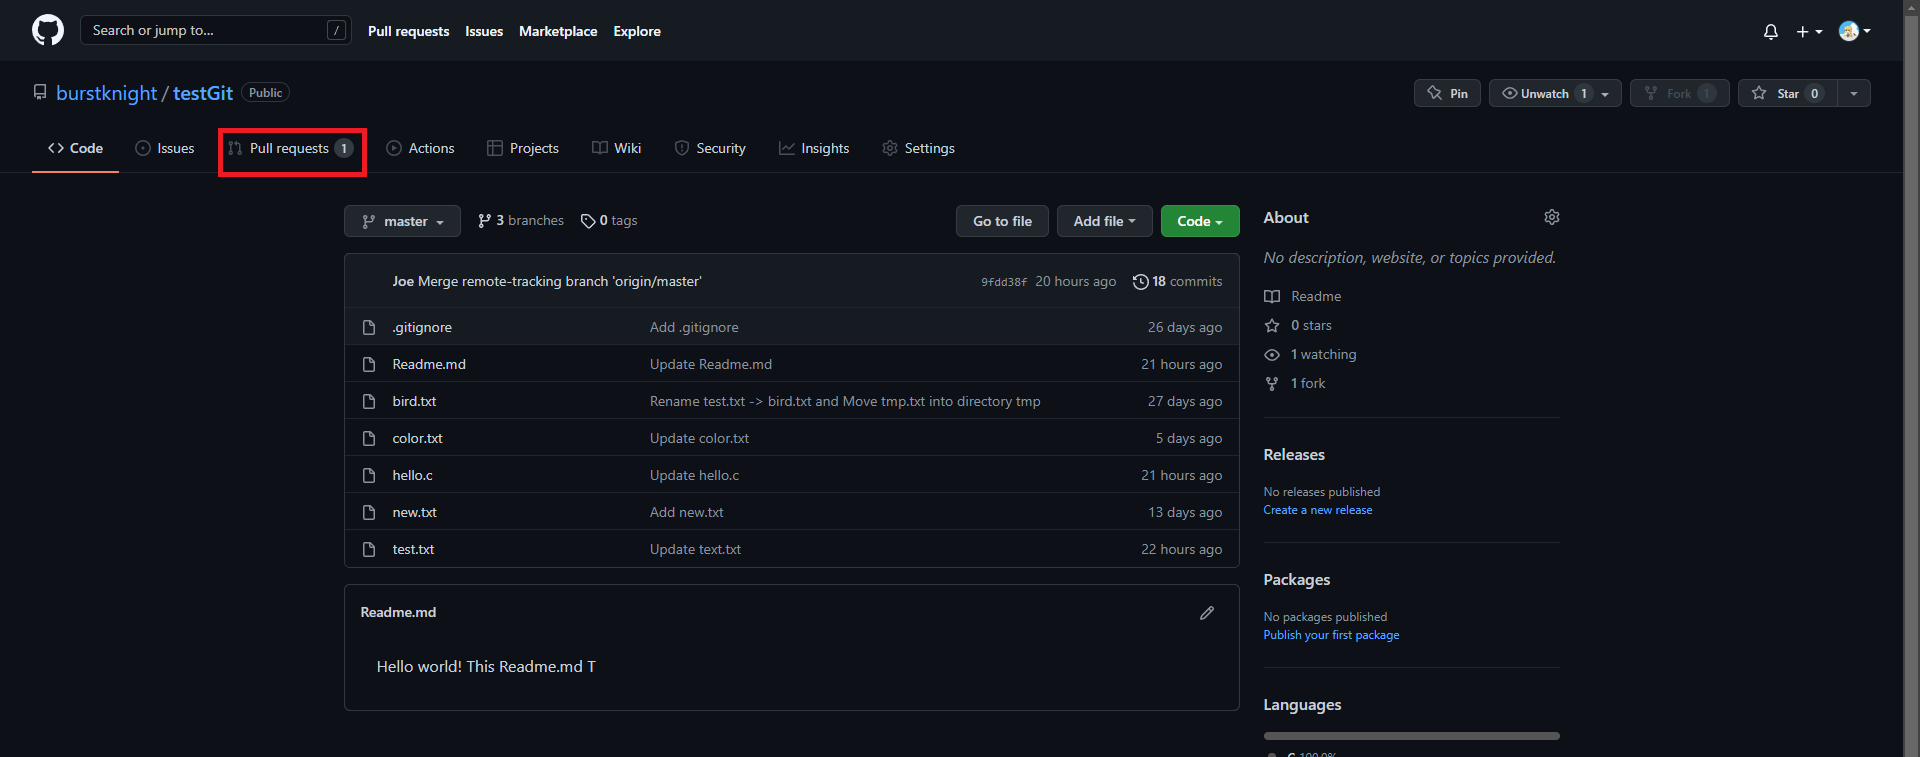 Search or jump to... /
Pull requests Issues Marketplace Explore
burstknight / testGit Public
Pin Unwatch 1 Fork 1 Star 0
Code Issues Pull requests 1 Actions Projects Wiki Security Insights Settings
master 3 branches 0 tags Go to file Add file Code
Joe Merge remote-tracking branch 'origin/master' 9fdd38f 20 hours ago 18 commits
.gitignore Add .gitignore 26 days ago
Readme.md Update Readme.md 21 hours ago
bird.txt Rename test.txt -> bird.txt and Move tmp.txt into directory tmp 27 days ago
color.txt Update color.txt 5 days ago
hello.c Update hello.c 21 hours ago
new.txt Add new.txt 13 days ago
test.txt Update text.txt 22 hours ago
Readme.md
Hello world! This Readme.md T
About
No description, website, or topics provided.
Readme
0 stars
1 watching
1 fork
Releases
No releases published
Create a new release
Packages
No packages published
Publish your first package
Languages
C 100.0%